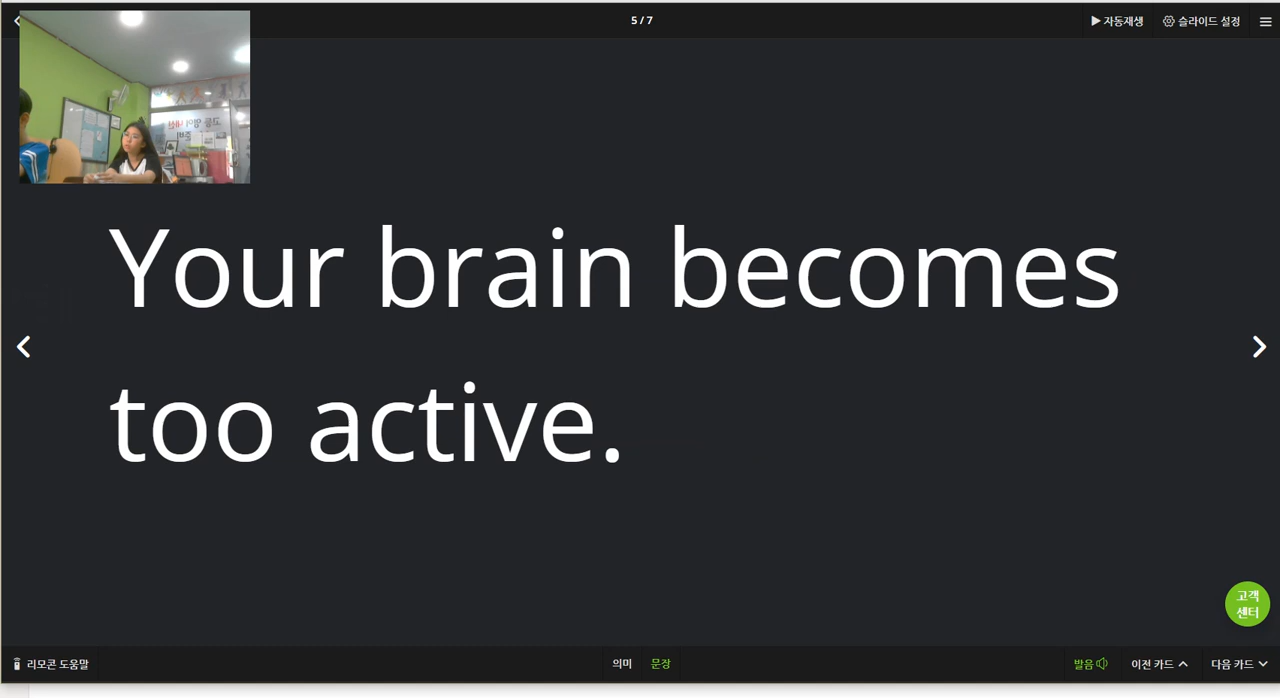 5 / 7
자동재생
슬라이드 설정
Your brain becomes
too active.
고객
센터
리모콘 도움말
의미
문장
발음
이전 카드
다음 카드